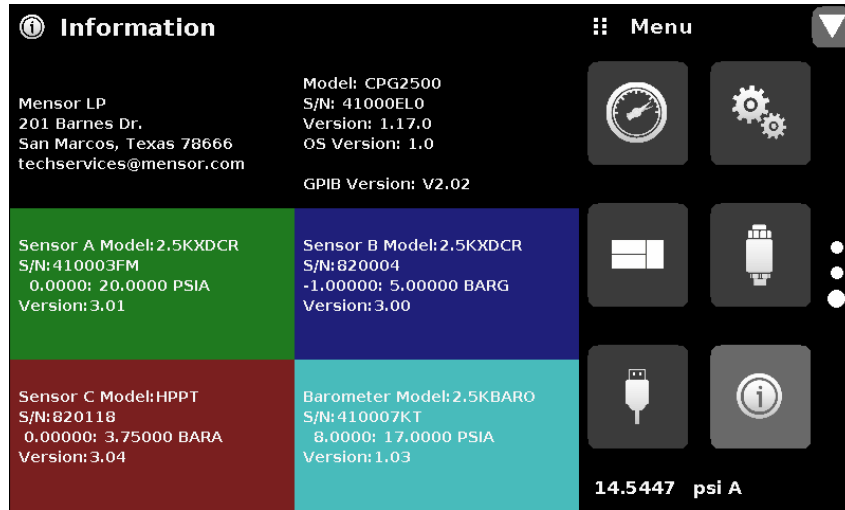 Information
Menu
Mensor LP
201 Barnes Dr.
San Marcos, Texas 78666
techservices@mensor.com
Model: CPG2500
S/N: 41000EL0
Version: 1.17.0
OS Version: 1.0
GPIB Version: V2.02
Sensor A Model:2.5KXDCR
S/N:410003FM
0.0000: 20.0000 PSIA
Version:3.01
Sensor B Model:2.5KXDCR
S/N:820004
-1.00000: 5.00000 BARG
Version:3.00
Sensor C Model:HPPT
S/N:820118
0.00000: 3.75000 BARA
Version:3.04
Barometer Model:2.5KBARO
S/N:410007KT
8.0000: 17.0000 PSIA
Version:1.03
14.5447 psi A